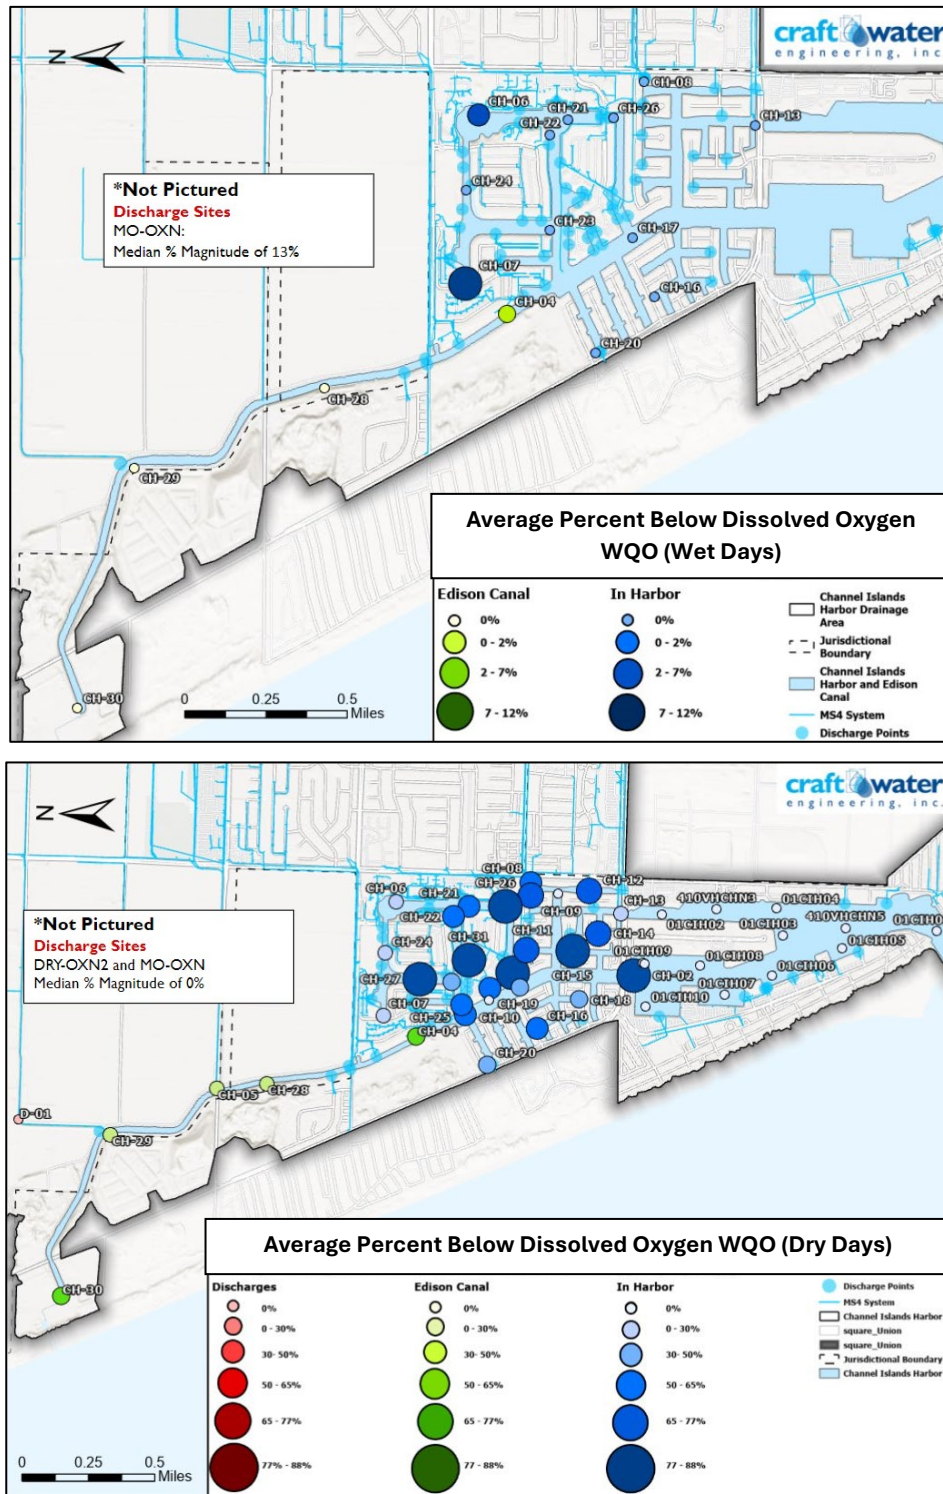 craft water
engineering, inc.
N
CH-08
CH-06
CH-21
CH-26
CH-22
CH-13
CH-24
*Not Pictured
Discharge Sites
MO-OXN:
Median % Magnitude of 13%
CH-23
CH-17
CH-07
CH-16
CH-04
CH-20
CH-28
CH-29
CH-30
Average Percent Below Dissolved Oxygen
WQO (Wet Days)
Edison Canal
0%
0 - 2%
2 - 7%
7 - 12%
In Harbor
0%
0 - 2%
2 - 7%
7 - 12%
Channel Islands
Harbor Drainage
Area
Jurisdictional
Boundary
Channel Islands
Harbor and Edison
Canal
MS4 System
Discharge Points
0 0.25 0.5
Miles
craft water
engineering, inc.
N
CH-08
CH-06
CH-21
CH-26
CH-12
CH-22
CH-09
CH-13
410VHCHN3
01CIH04
01CIH02
01CIH03
410VHCHN5
*Not Pictured
Discharge Sites
DRY-OXN2 and MO-OXN
Median % Magnitude of 0%
CH-24
CH-31
CH-11
CH-14
01CIH09
01CIH08
01CIH05
CH-27
CH-15
CH-02
01CIH06
01CIH07
CH-07
CH-25
CH-19
CH-18
01CIH10
CH-10
CH-16
CH-04
CH-20
CH-28
CH-05
D-01
CH-29
CH-30
Average Percent Below Dissolved Oxygen WQO (Dry Days)
Discharges
0%
0 - 30%
30- 50%
50 - 65%
65 - 77%
77% - 88%
Edison Canal
0%
0 - 30%
30- 50%
50 - 65%
65 - 77%
77 - 88%
In Harbor
0%
0 - 30%
30- 50%
50 - 65%
65 - 77%
77 - 88%
Discharge Points
MS4 System
Channel Islands Harbor
square_Union
square_Union
Jurisdictional Boundary
Channel Islands Harbor
0 0.25 0.5
Miles